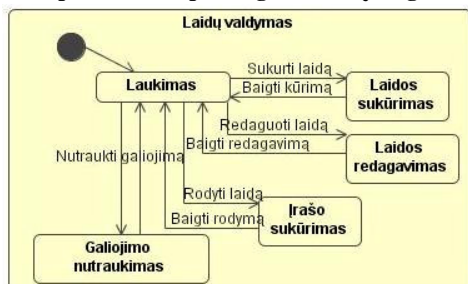 Laidų valdymas
Laukimas
Sukurti laidą
Baigti kūrimą
Laidos
sukūrimas
Redaguoti laidą
Baigti redagavimą
Laidos
redagavimas
Nutraukti galiojimą
Rodyti laidą
Baigti rodymą
Įrašo
sukūrimas
Galiojimo
nutraukimas